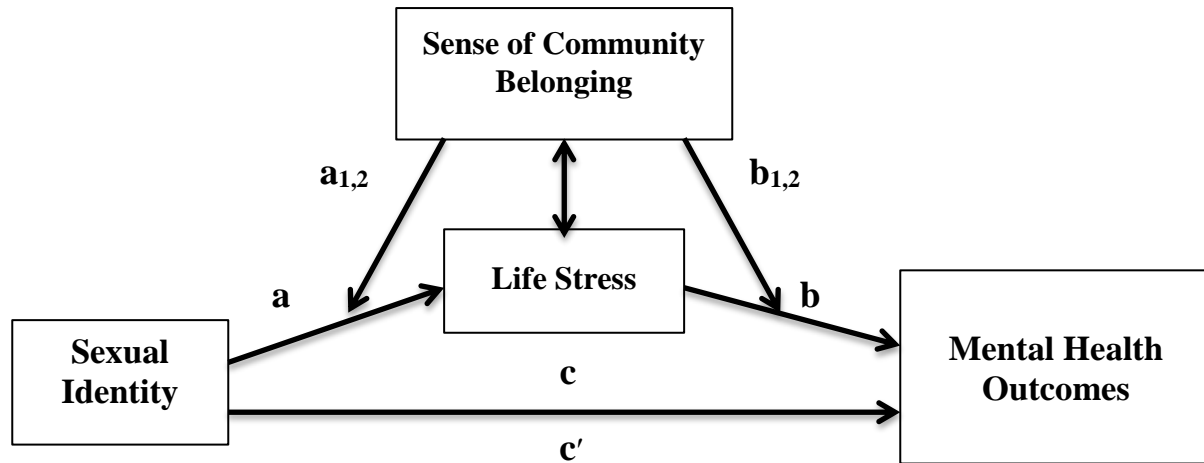 Sense of Community
Belonging
a1,2
b1,2
Life Stress
a
b
Sexual
Identity
c
Mental Health
Outcomes
c′